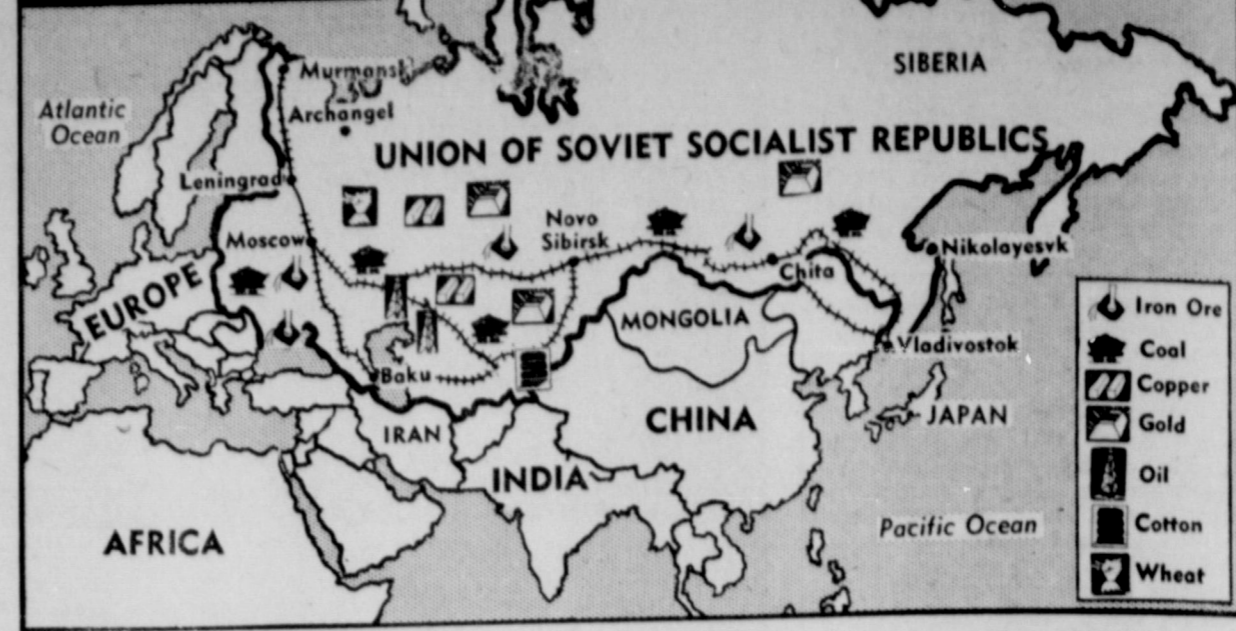 SIBERIA
Murmansk
Atlantic
Ocean
Archangel
UNION OF SOVIET SOCIALIST REPUBLICS
Leningrad
Novo
Sibirsk
Moscow
Nikolayesvk
Chita
EUROPE
MONGOLIA
Vladivostok
Baku
CHINA
JAPAN
IRAN
INDIA
AFRICA
Pacific Ocean
Iron Ore
Coal
Copper
Gold
Oil
Cotton
Wheat